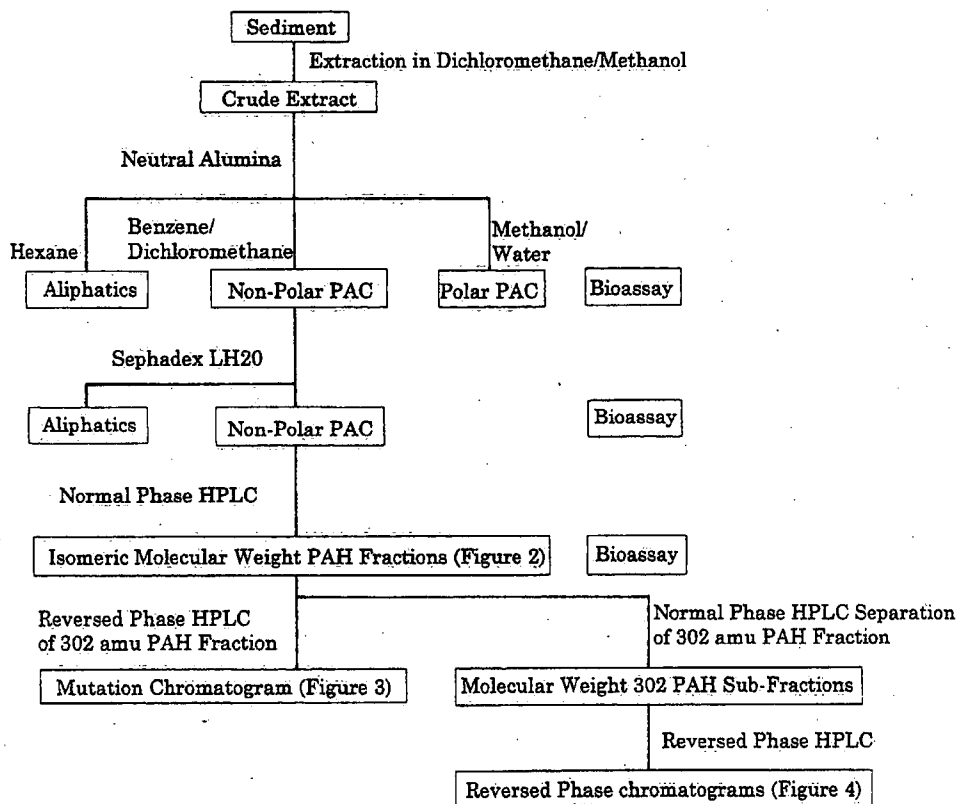 Sediment
Extraction in Dichloromethane/Methanol
Crude Extract
Neutral Alumina
Hexane
Benzene/
Dichloromethane
Methanol/
Water
Aliphatics
Non-Polar PAC
Polar PAC
Bioassay
Sephadex LH20
Aliphatics
Non-Polar PAC
Bioassay
Normal Phase HPLC
Isomeric Molecular Weight PAH Fractions (Figure 2)
Bioassay
Reversed Phase HPLC
of 302 amu PAH Fraction
Normal Phase HPLC Separation
of 302 amu PAH Fraction
Mutation Chromatogram (Figure 3)
Molecular Weight 302 PAH Sub-Fractions
Reversed Phase HPLC
Reversed Phase chromatograms (Figure 4)